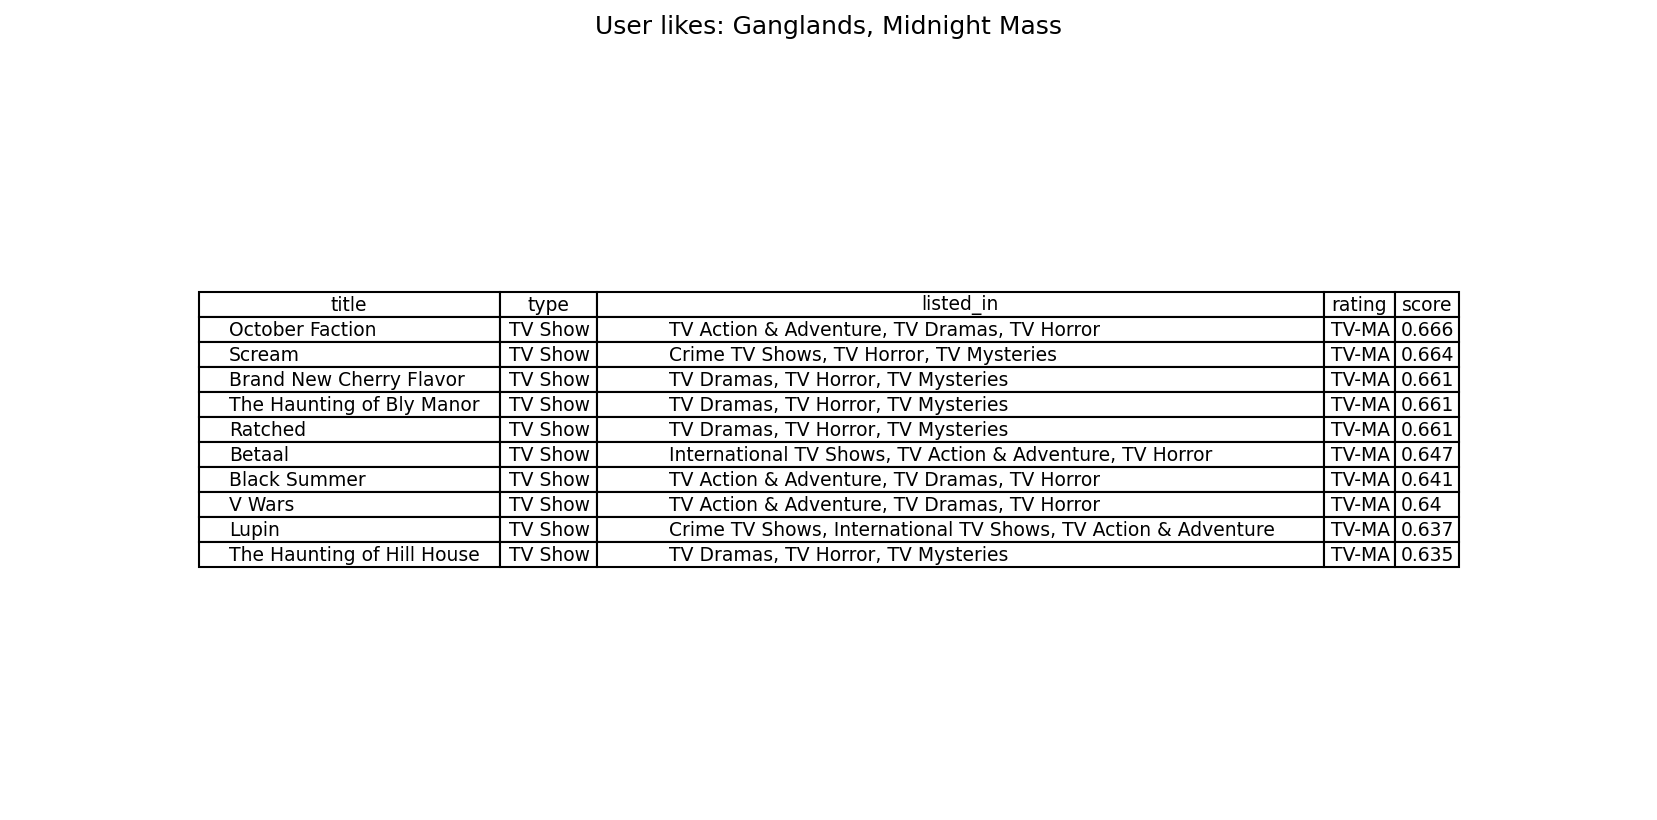 User likes: Ganglands, Midnight Mass
title type listed_in rating score
October Faction TV Show TV Action & Adventure, TV Dramas, TV Horror TV-MA 0.666
Scream TV Show Crime TV Shows, TV Horror, TV Mysteries TV-MA 0.664
Brand New Cherry Flavor TV Show TV Dramas, TV Horror, TV Mysteries TV-MA 0.661
The Haunting of Bly Manor TV Show TV Dramas, TV Horror, TV Mysteries TV-MA 0.661
Ratched TV Show TV Dramas, TV Horror, TV Mysteries TV-MA 0.661
Betaal TV Show International TV Shows, TV Action & Adventure, TV Horror TV-MA 0.647
Black Summer TV Show TV Action & Adventure, TV Dramas, TV Horror TV-MA 0.641
V Wars TV Show TV Action & Adventure, TV Dramas, TV Horror TV-MA 0.64
Lupin TV Show Crime TV Shows, International TV Shows, TV Action & Adventure TV-MA 0.637
The Haunting of Hill House TV Show TV Dramas, TV Horror, TV Mysteries TV-MA 0.635